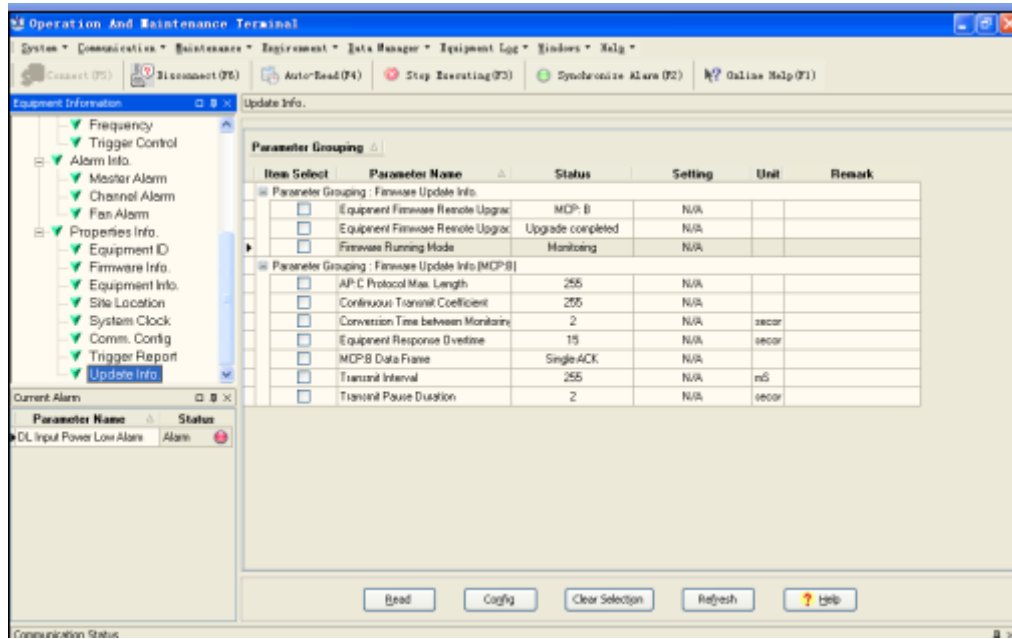 Operation And Maintenance Terminal
System Communication Maintenance Engineement Data Manager Equipment Log Windows Help
Connect (F5) Disconnect(F6) Auto-Read(F4) Stop Executing(F3) Synchronize Alarm (F2) Online Help(F1)
Equipment Information
Update Info.
Frequency
Trigger Control
Alarm Info.
Master Alarm
Channel Alarm
Fan Alarm
Properties Info.
Equipment ID
Firmware Info.
Equipment Info.
Site Location
System Clock
Comm. Config
Trigger Report
Update Info.
Current Alarm
Parameter Name Status
DL Input Power Low Alarm Alarm
Parameter Grouping
Item Select Parameter Name Status Setting Unit Remark
Parameter Grouping : Firmware Update Info.
Equipment Firmware Remote Upgrac MCP: B N/A
Equipment Firmware Remote Upgrac Upgrade completed N/A
Firmware Running Mode Monitoring N/A
Parameter Grouping : Firmware Update Info.(MCP:B)
AP:C Protocol Max. Length 255 N/A
Continuous Transmit Coefficient 255 N/A
Conversion Time between Monitoring 2 N/A secor
Equipment Response Overtime 15 N/A secor
MCP:B Data Frame Single ACK N/A
Transmit Interval 255 N/A mS
Transmit Pause Duration 2 N/A secor
Read Config Clear Selection Refresh ? Help
Communication Status